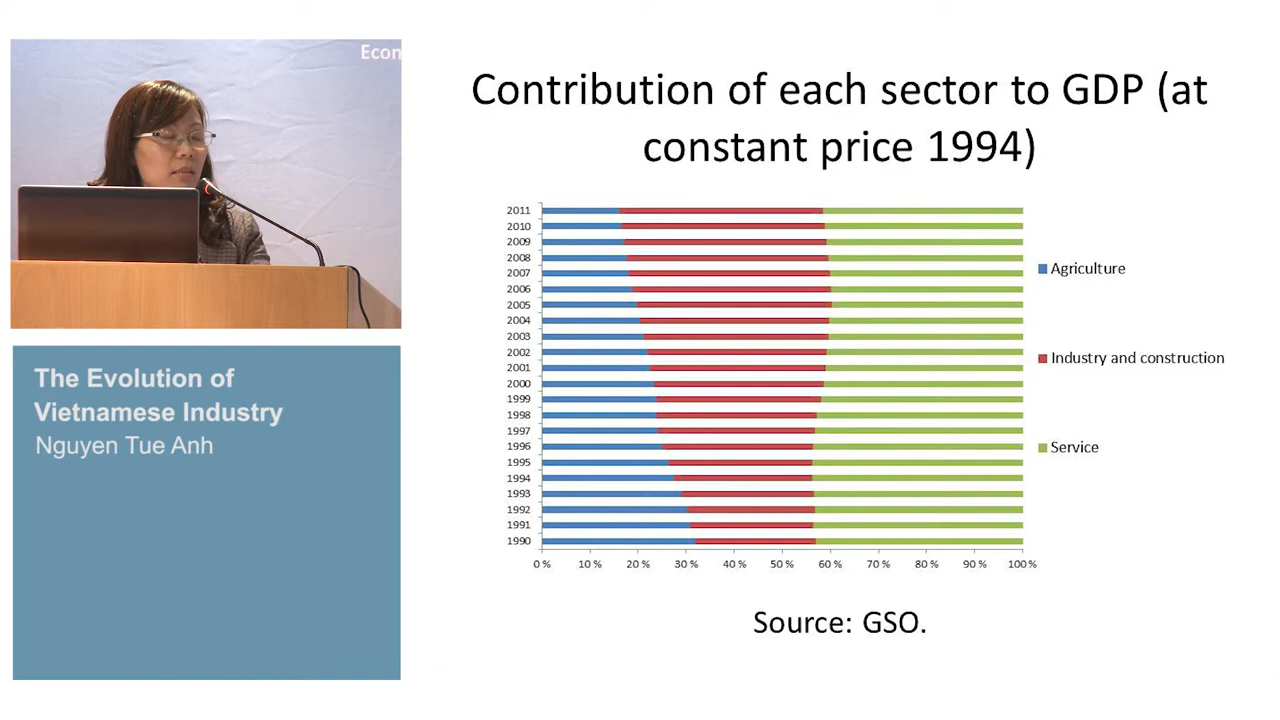 Econ
Contribution of each sector to GDP (at
constant price 1994)
2011
2010
2009
2008
2007
2006
2005
2004
2003
2002
2001
2000
1999
1998
1997
1996
1995
1994
1993
1992
1991
1990
0 % 10 % 20 % 30 % 40 % 50 % 60 % 70 % 80 % 90 % 100 %
Agriculture
Industry and construction
Service
Source: GSO.
The Evolution of
Vietnamese Industry
Nguyen Tue Anh